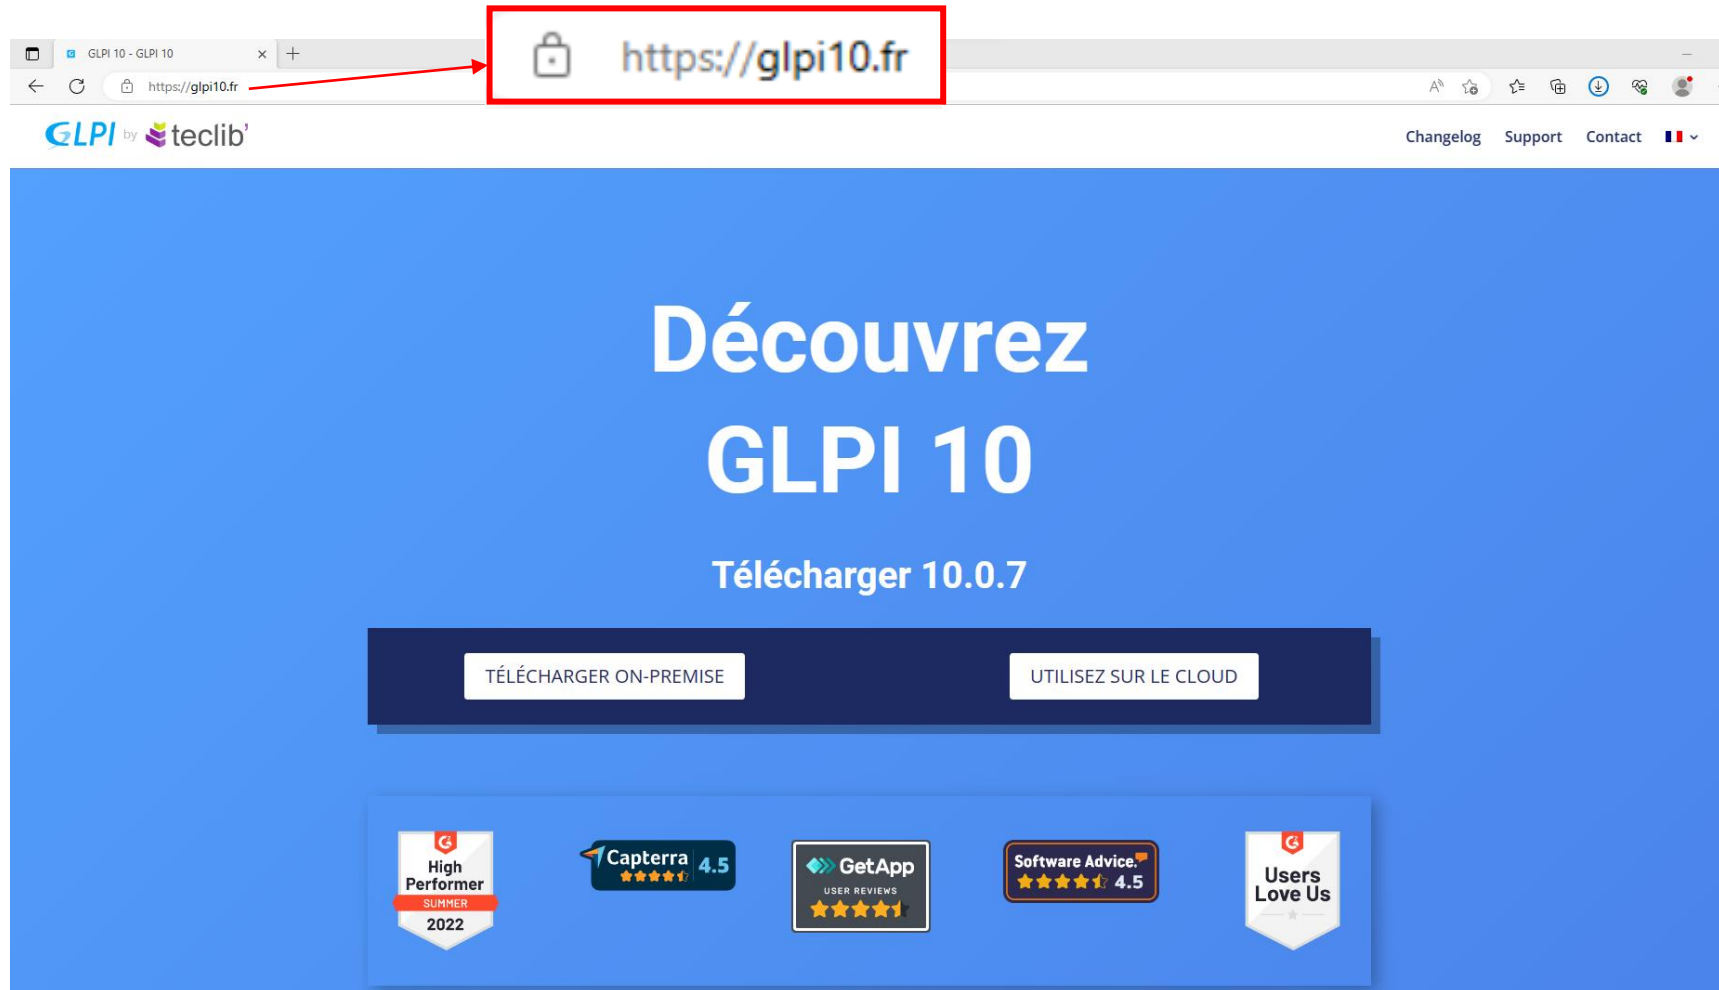 GLPI 10 - GLPI 10
https://glpi10.fr
https://glpi10.fr
GLPI by teclib'
Changelog Support Contact
Découvrez
GLPI 10
Télécharger 10.0.7
TÉLÉCHARGER ON-PREMISE
UTILISEZ SUR LE CLOUD
High
Performer
SUMMER
2022
Capterra 4.5
GetApp
USER REVIEWS
Software Advice.
4.5
Users
Love Us